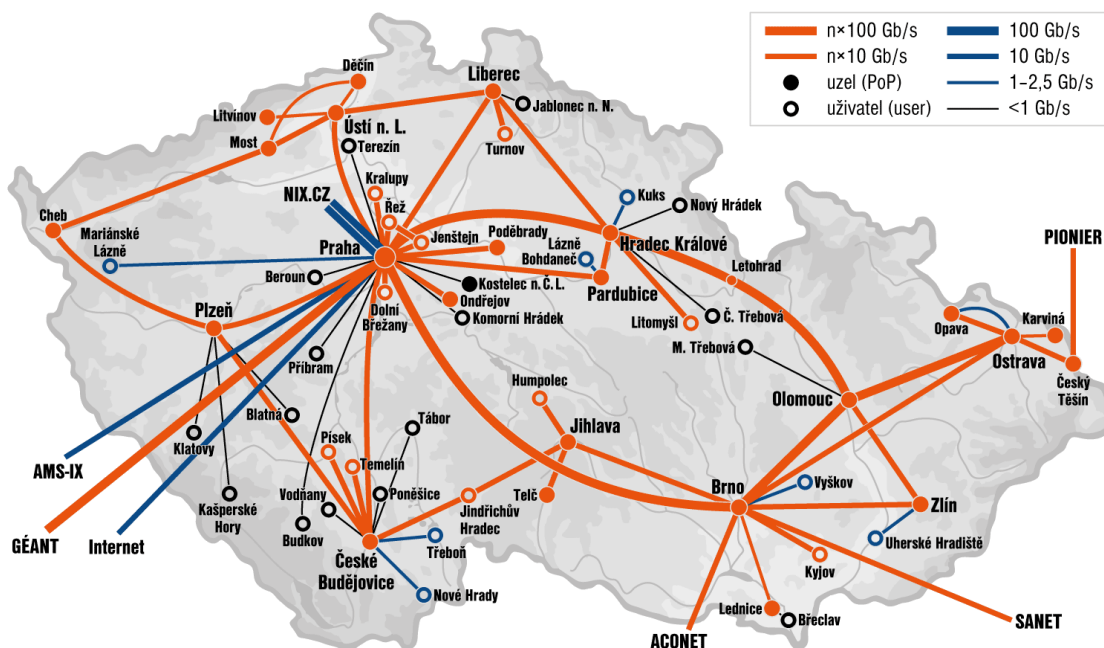 n×100 Gb/s
100 Gb/s
n×10 Gb/s
10 Gb/s
uzel (PoP)
1–2,5 Gb/s
uživatel (user)
<1 Gb/s
Děčín
Liberec
Jablonec n. N.
Litvínov
Ústí n. L.
Most
Terezín
Turnov
Kralupy
NIX.CZ
Řež
Kuks
Nový Hrádek
Cheb
Mariánské
Lázně
Praha
Jenštejn
Poděbrady
Hradec Králové
Lázně
Bohdaneč
PIONIER
Beroun
Kostelec n.Č.L.
Letohrad
Ondřejov
Pardubice
Plzeň
Dolní
Břežany
Komorní Hrádek
Litomyšl
Č. Třebová
Opava
Karviná
M. Třebová
Ostrava
Příbram
Český
Těšín
Humpolec
Olomouc
Blatná
Tábor
Jihlava
Klatovy
Písek
Temelín
AMS-IX
Vodňany
Poněšice
Telč
Brno
Vyškov
Kašperské
Hory
Jindřichův
Hradec
Zlín
Budkov
GÉANT
Internet
České
Budějovice
Třeboň
Uherské Hradiště
Kyjov
Nové Hrady
Lednice
Břeclav
SANET
ACONET